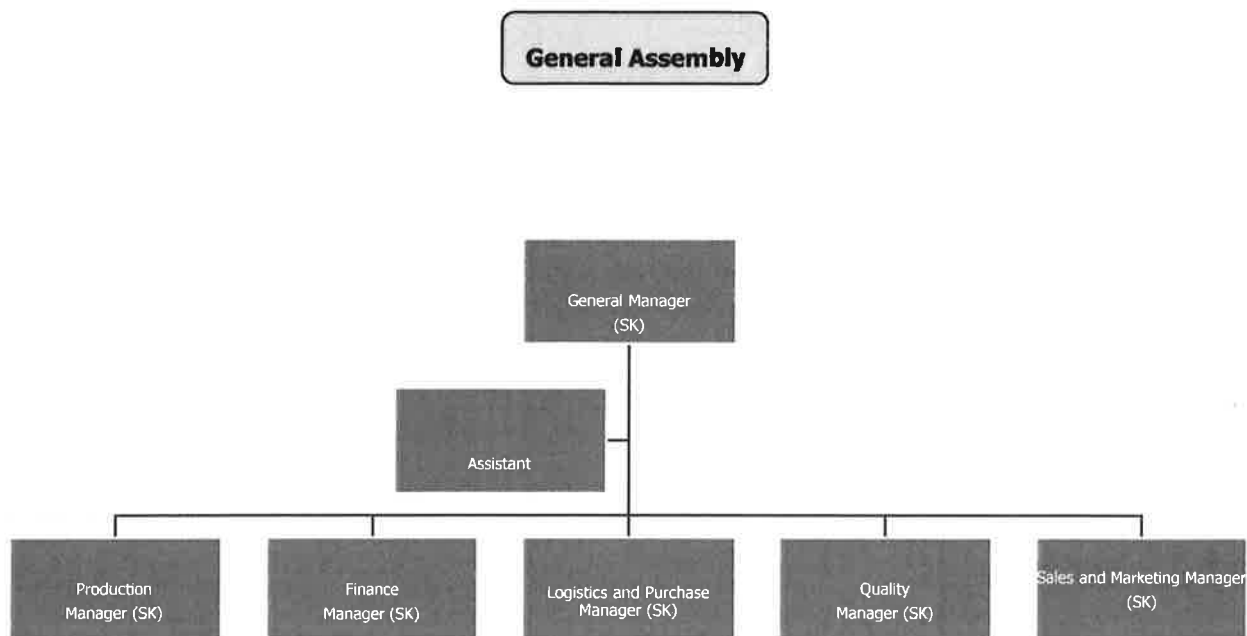 General Assembly
General Manager
(SK)
Assistant
Production
Manager (SK)
Finance
Manager (SK)
Logistics and Purchase
Manager (SK)
Quality
Manager (SK)
Sales and Marketing Manager
(SK)